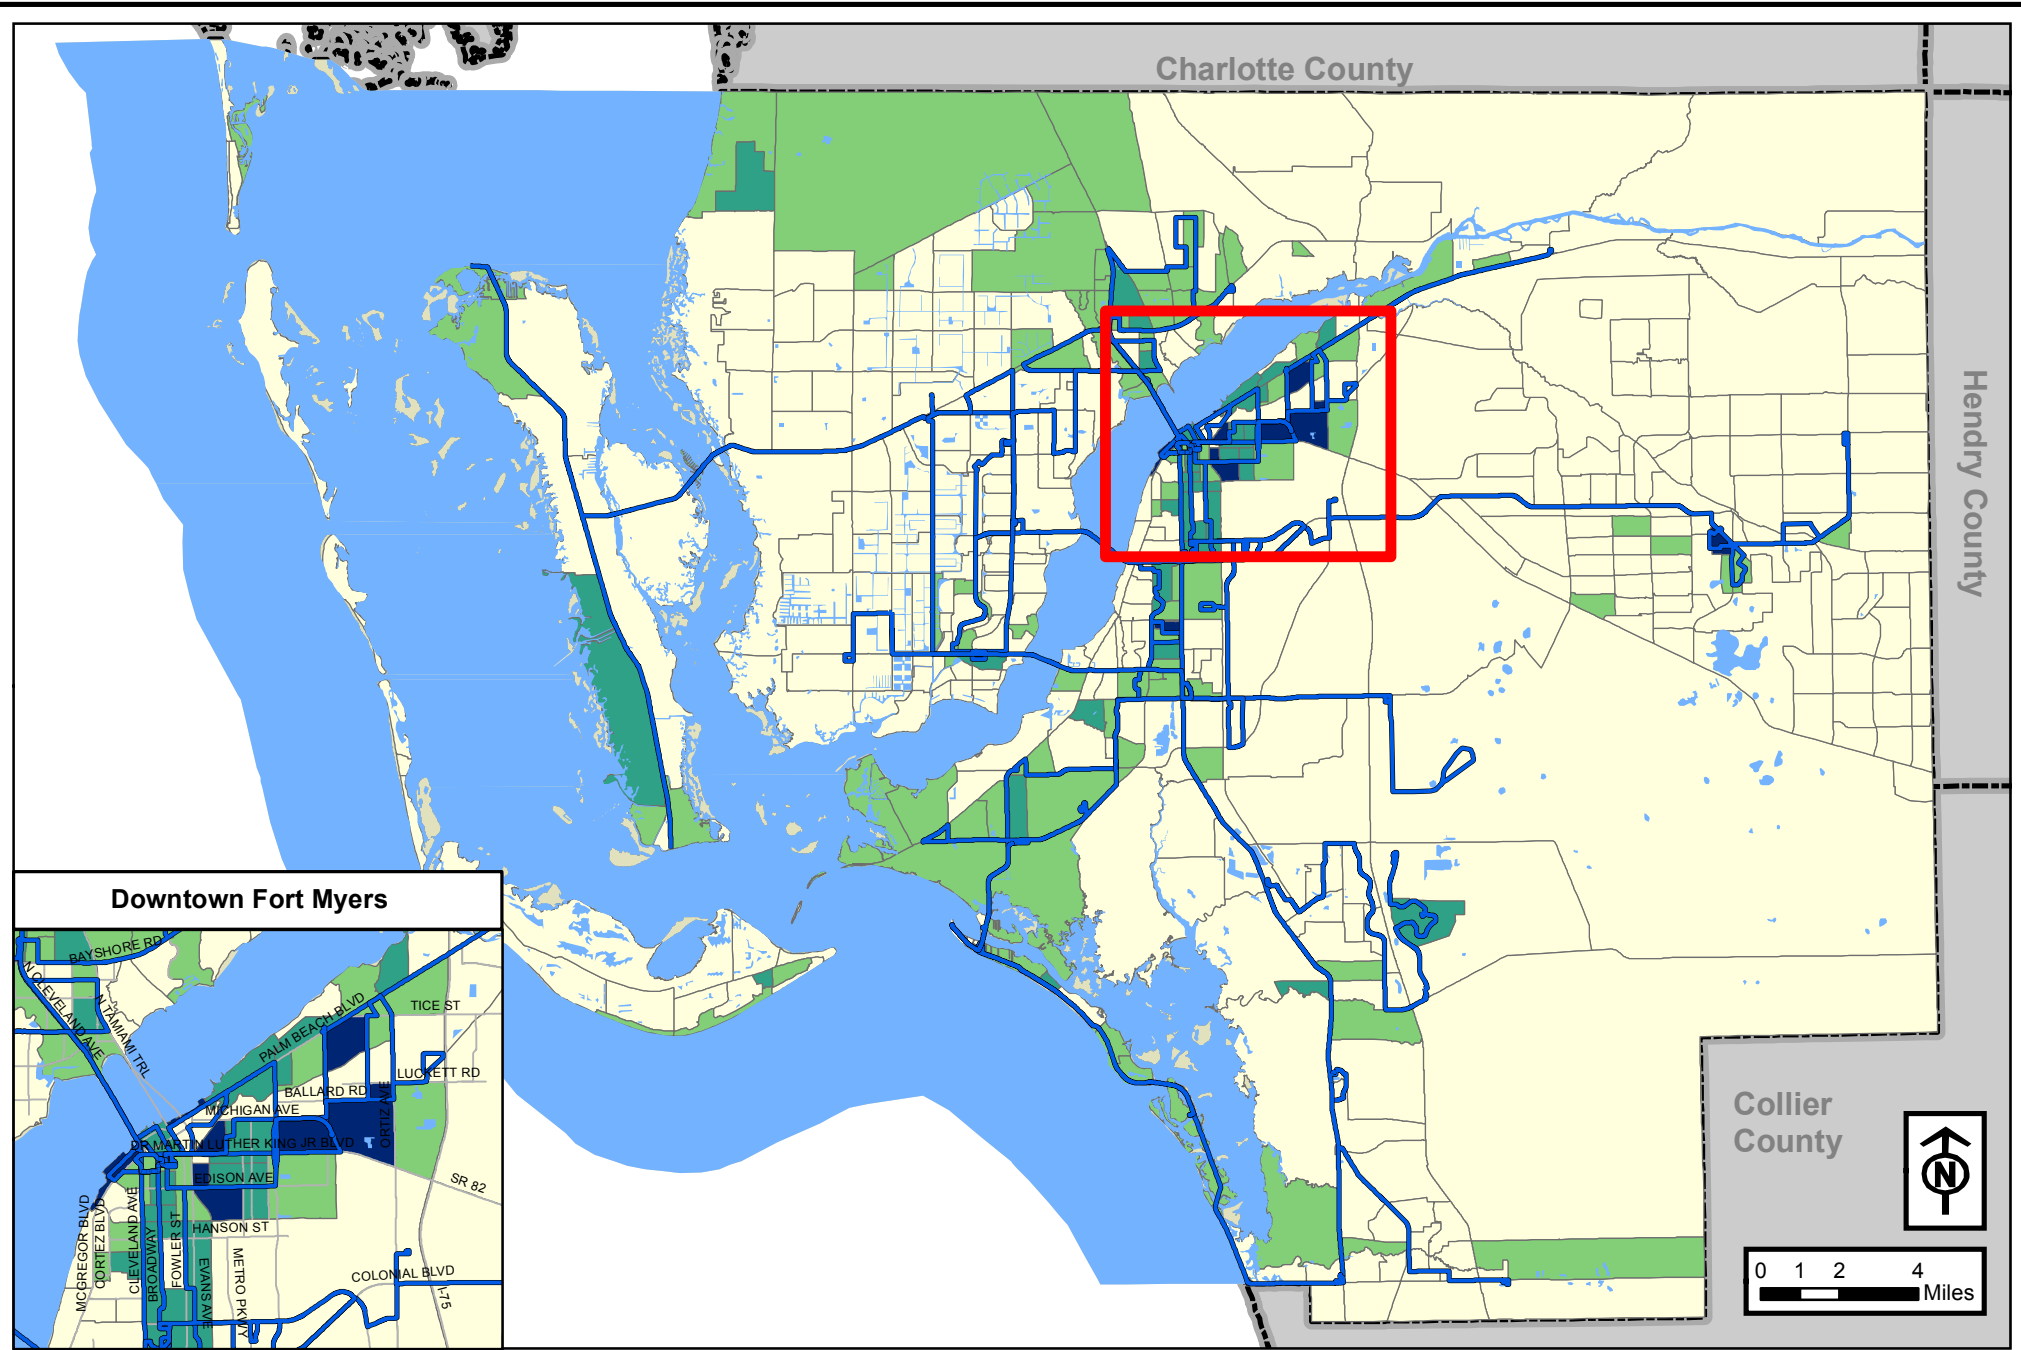 Charlotte County
Hendry County
Collier
County
N
0 1 2 4
Miles
Downtown Fort Myers
BAYSHORE RD
N CLEVELAND AVE
N TAMIAMI TRL
TICE ST
PALM BEACH BLVD
LUCKETT RD
BALLARD RD
ORTIZ AVE
MICHIGAN AVE
DR MARTIN LUTHER KING JR BLVD
EDISON AVE
SR 82
HANSON ST
MCGREGOR BLVD
CORTEZ BLVD
CLEVELAND AVE
BROADWAY
FOWLER ST
EVANS AVE
METRO PKWY
COLONIAL BLVD
I-75